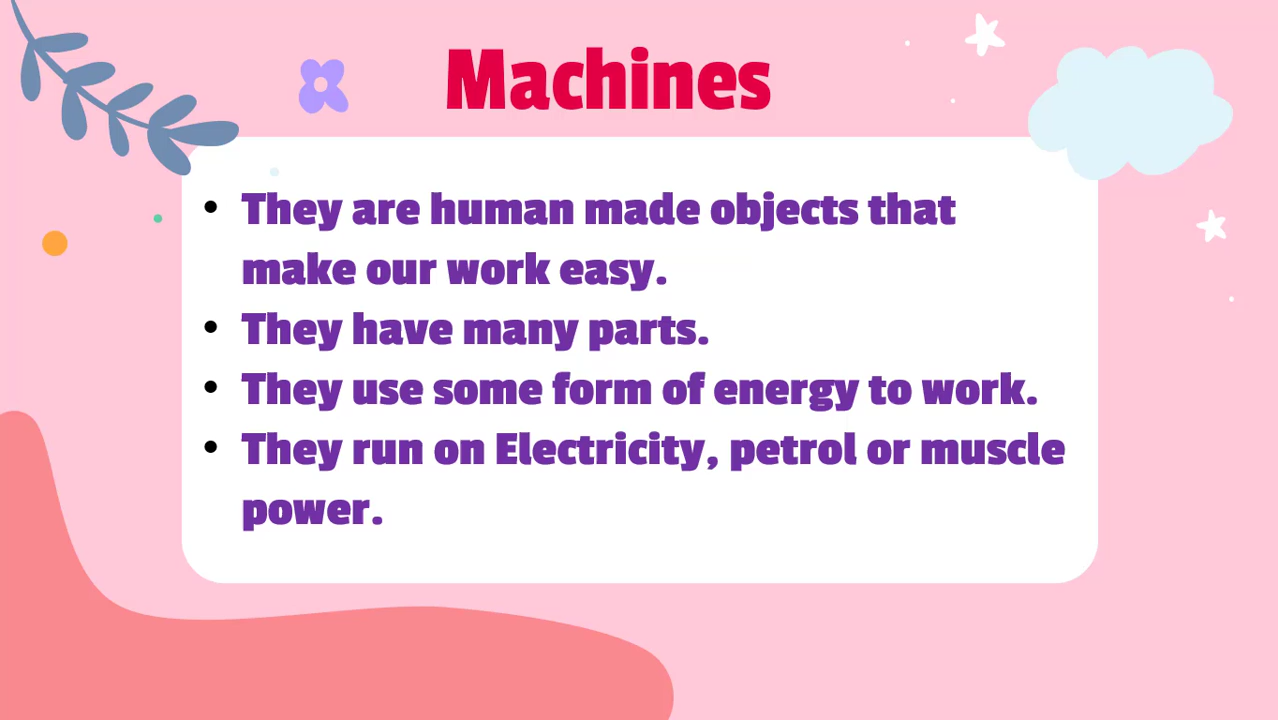 Machines
• They are human made objects that
make our work easy.
• They have many parts.
• They use some form of energy to work.
• They run on Electricity, petrol or muscle
power.